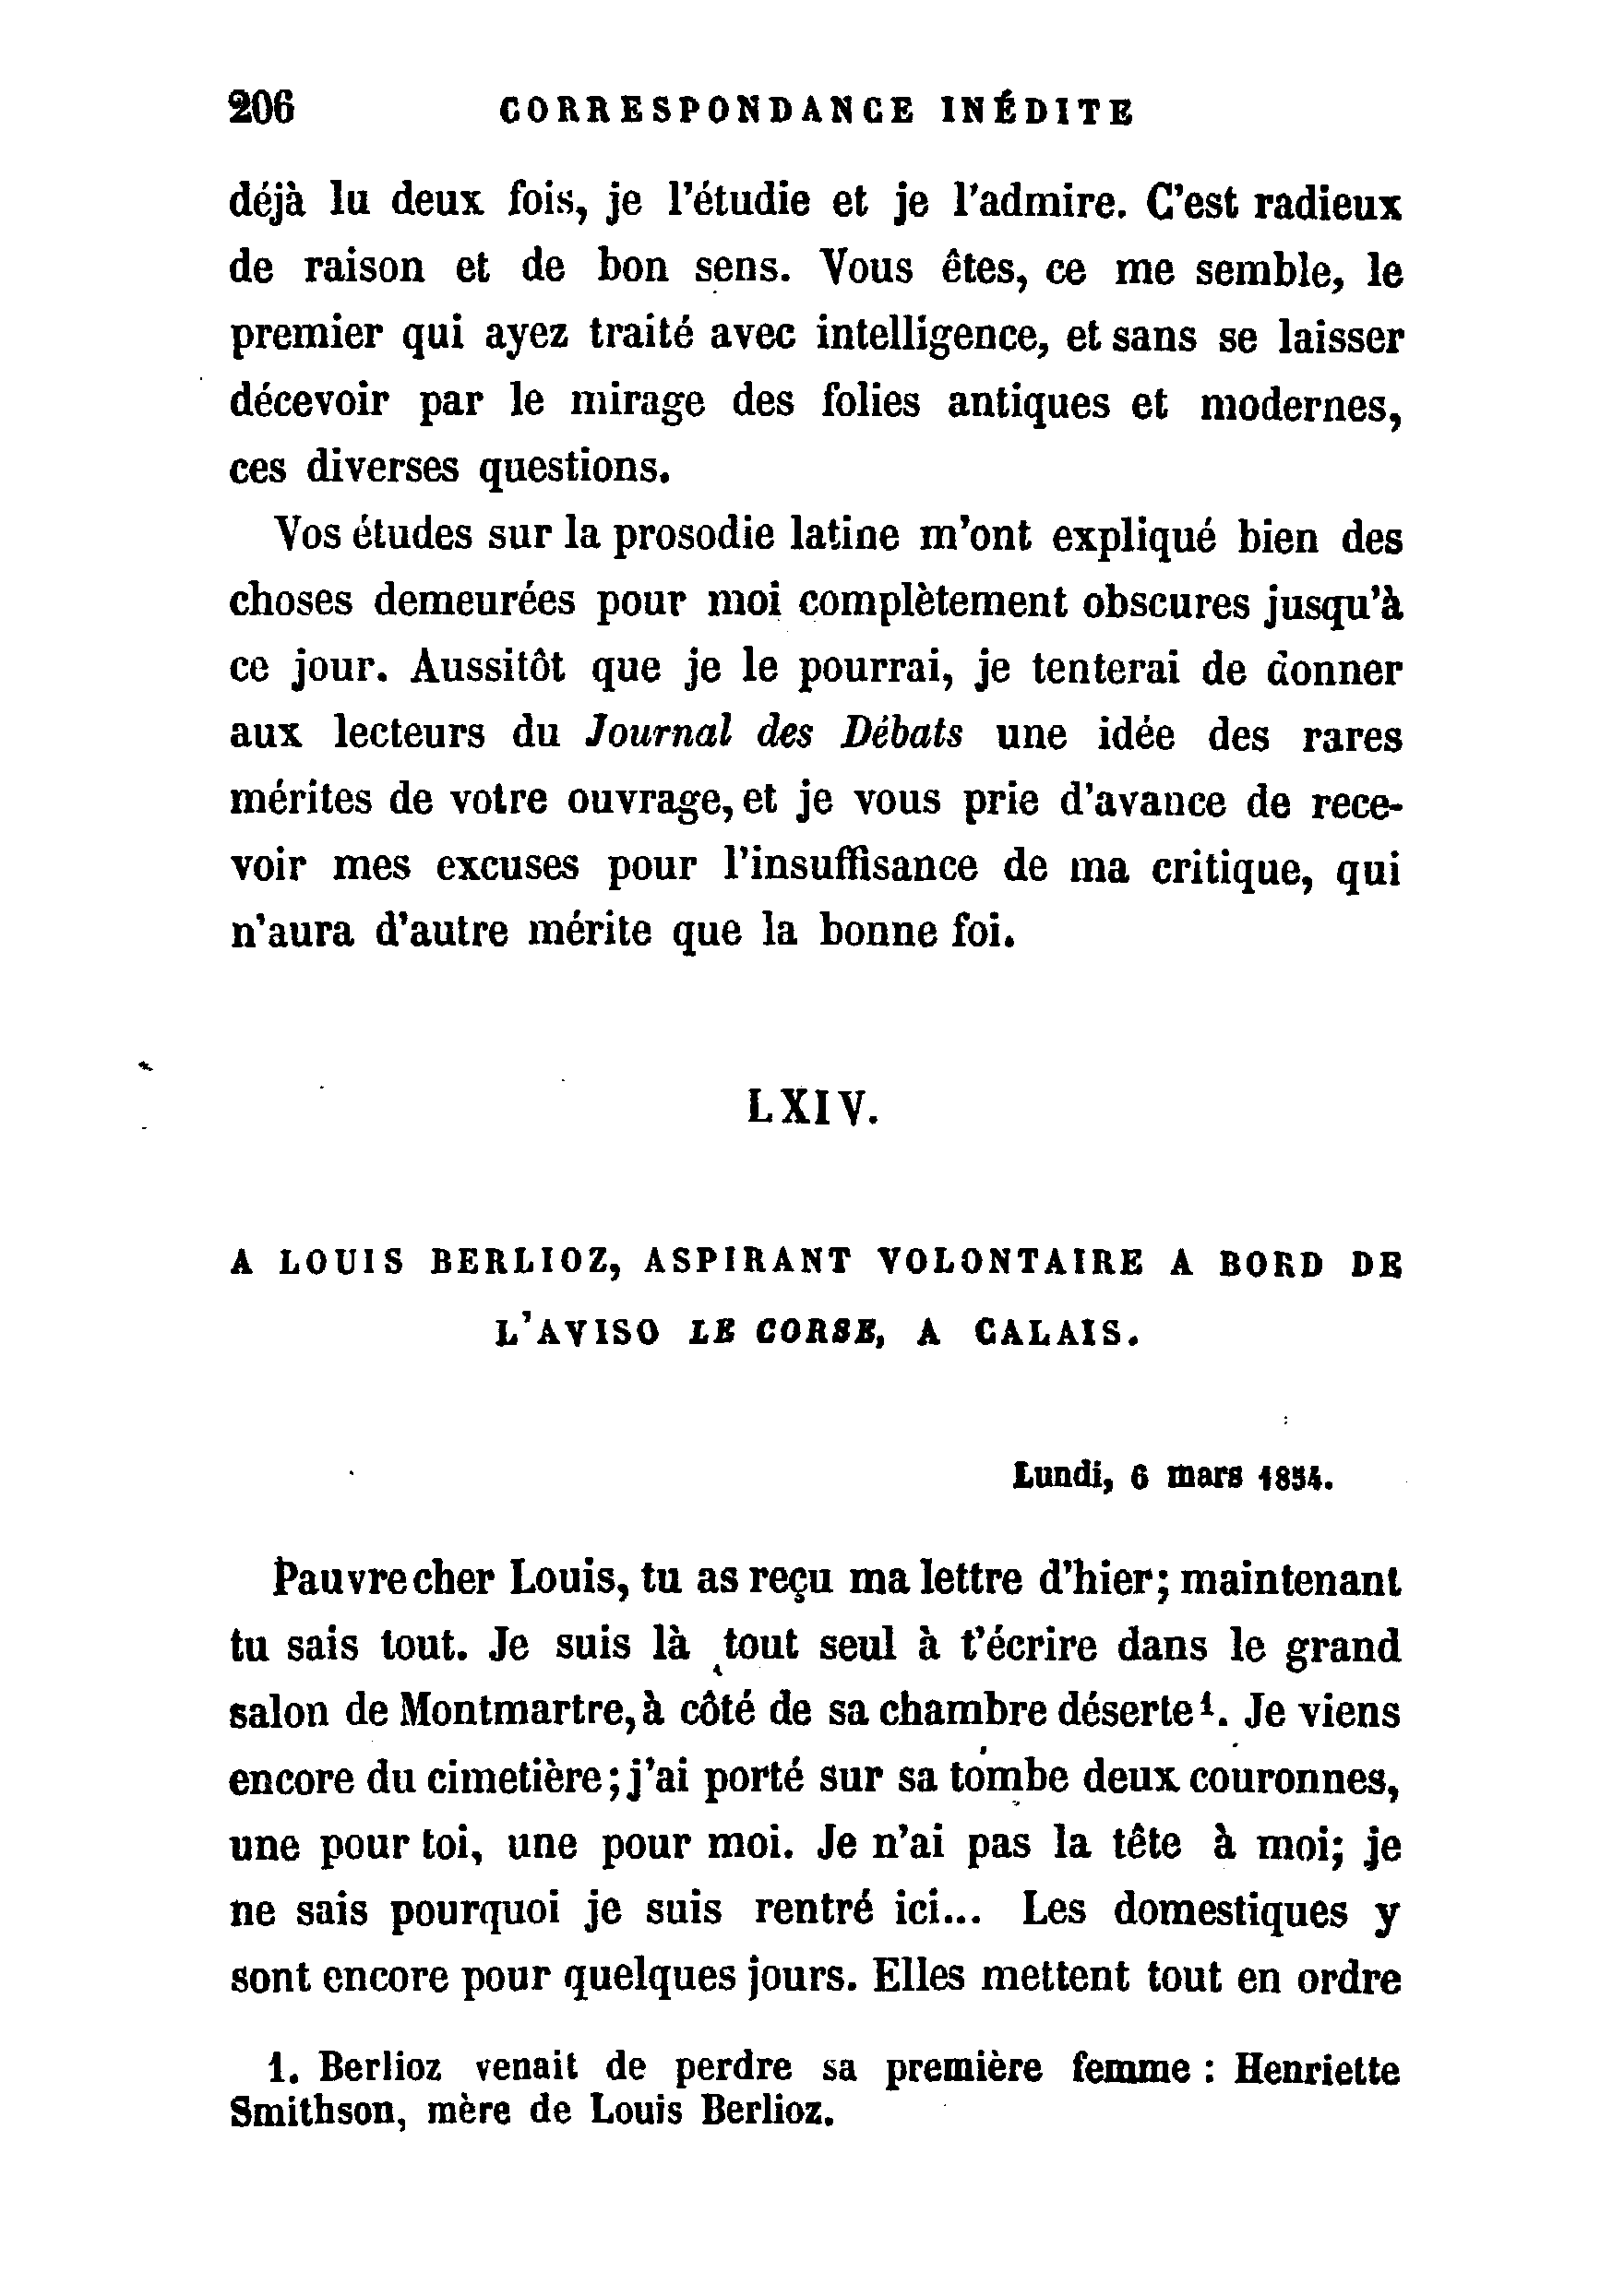 206 CORRESPONDANCE INÉDITE
déjà lu deux fois, je l'étudie et je l'admire. C'est radieux
de raison et de bon sens. Vous êtes, ce me semble, le
premier qui ayez traité avec intelligence, et sans se laisser
décevoir par le mirage des folies antiques et modernes,
ces diverses questions.
Vos études sur la prosodie latine m'ont expliqué bien des
choses demeurées pour moi complètement obscures jusqu'à
ce jour. Aussitôt que je le pourrai, je tenterai de donner
aux lecteurs du Journal des Débats une idée des rares
mérites de votre ouvrage, et je vous prie d'avance de rece-
voir mes excuses pour l'insuffisance de ma critique, qui
n'aura d'autre mérite que la bonne foi.
LXIV.
A LOUIS BERLIOZ, ASPIRANT VOLONTAIRE A BORD DE
L'AVISO LE CORSE, A CALAIS.
Lundi, 6 mars 1854.
Pauvre cher Louis, tu as reçu ma lettre d'hier; maintenant
tu sais tout. Je suis là tout seul à t'écrire dans le grand
salon de Montmartre, à côté de sa chambre déserte¹. Je viens
encore du cimetière; j'ai porté sur sa tombe deux couronnes,
une pour toi, une pour moi. Je n'ai pas la tête à moi; je
ne sais pourquoi je suis rentré ici... Les domestiques y
sont encore pour quelques jours. Elles mettent tout en ordre
1. Berlioz venait de perdre sa première femme : Henriette
Smithson, mère de Louis Berlioz.